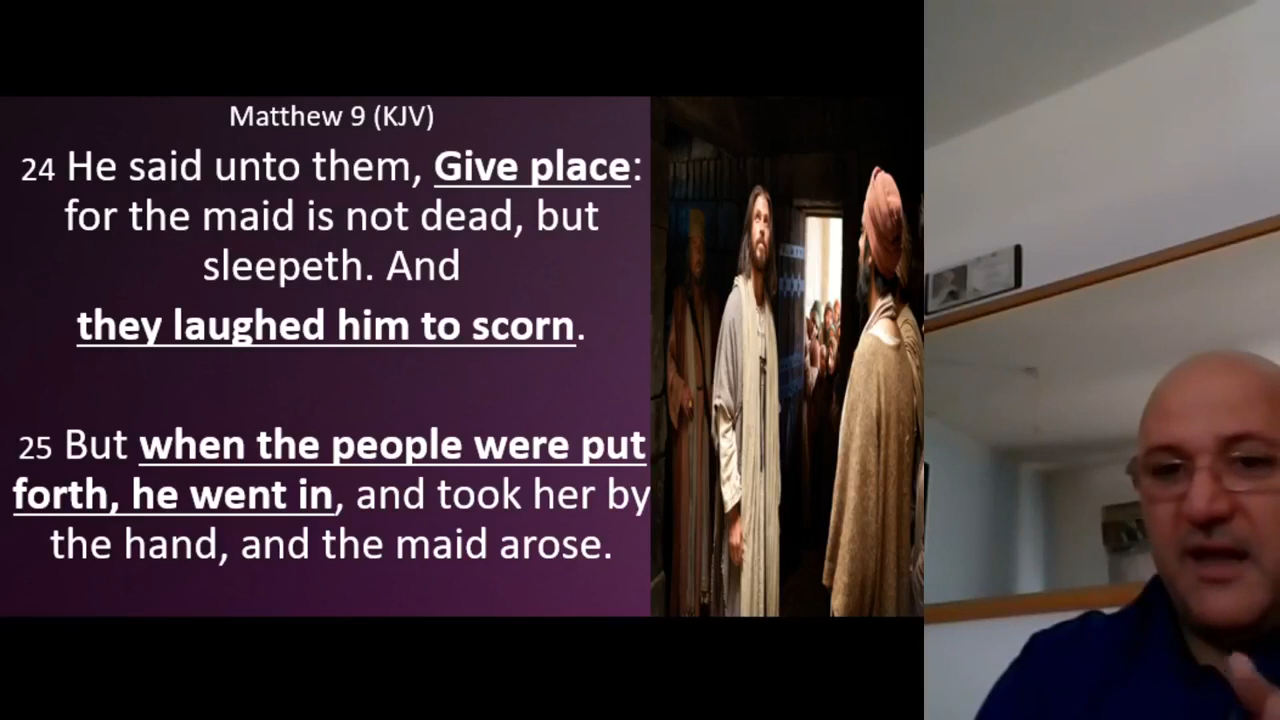 Matthew 9 (KJV)
24 He said unto them, Give place:
for the maid is not dead, but
sleepeth. And
they laughed him to scorn.
25 But when the people were put
forth, he went in, and took her by
the hand, and the maid arose.